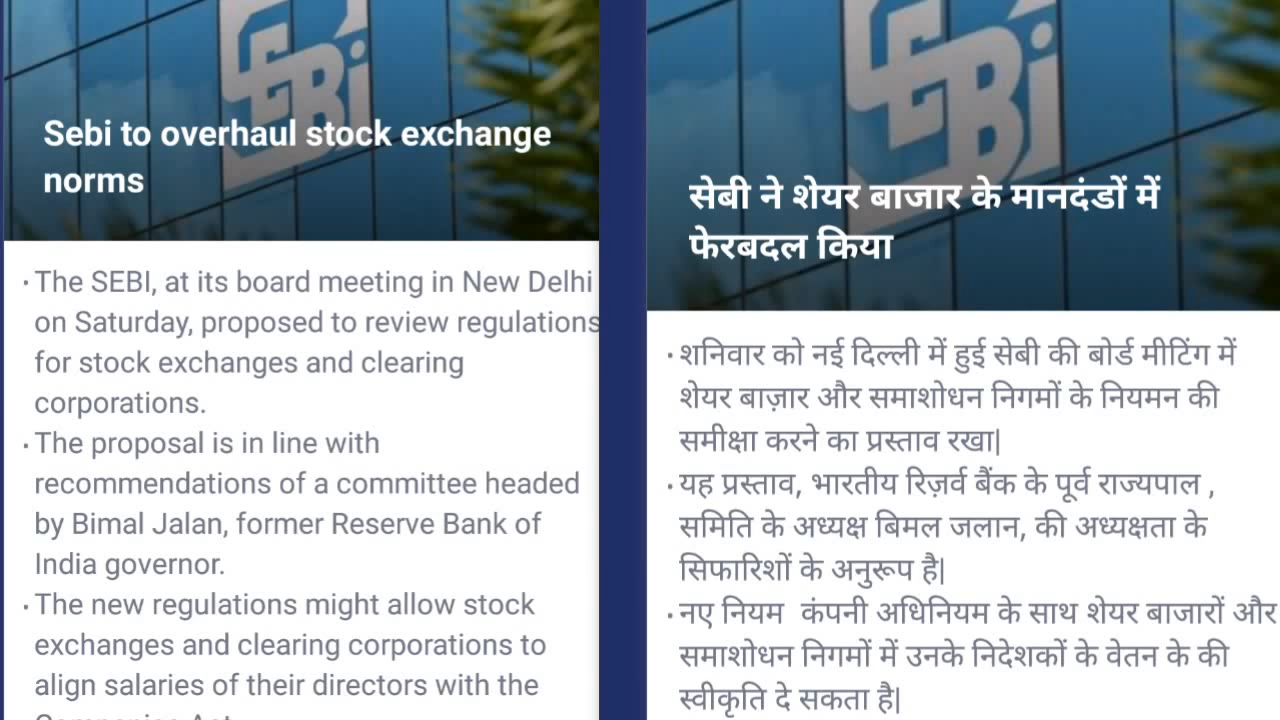 SEBI
Sebi to overhaul stock exchange
norms
· The SEBI, at its board meeting in New Delhi
on Saturday, proposed to review regulations
for stock exchanges and clearing
corporations.
· The proposal is in line with
recommendations of a committee headed
by Bimal Jalan, former Reserve Bank of
India governor.
· The new regulations might allow stock
exchanges and clearing corporations to
align salaries of their directors with the
Companies Act.
SEBI
सेबी ने शेयर बाजार के मानदंडों में
फेरबदल किया
· शनिवार को नई दिल्ली में हुई सेबी की बोर्ड मीटिंग में
शेयर बाज़ार और समाशोधन निगमों के नियमन की
समीक्षा करने का प्रस्ताव रखा|
· यह प्रस्ताव, भारतीय रिज़र्व बैंक के पूर्व राज्यपाल ,
समिति के अध्यक्ष बिमल जलान, की अध्यक्षता के
सिफारिशों के अनुरूप है|
· नए नियम कंपनी अधिनियम के साथ शेयर बाजारों और
समाशोधन निगमों में उनके निदेशकों के वेतन के की
स्वीकृति दे सकता है|